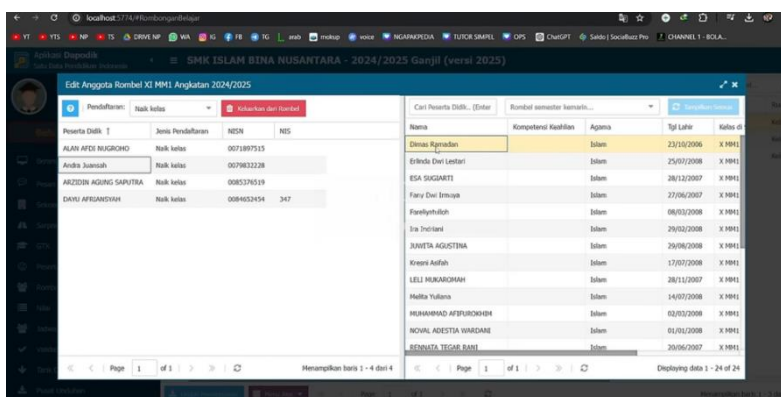 localhost:5774/#RombonganBelajar
YT YTS NP TS DRIVE NP WA IG FB TG arab mokup voice NGAPAKPEDIA TUTOR SIMPEL OPS ChatGPT Saldo | SocialBuzz Pro CHANNEL 1 - BOLA...
Aplikasi Dapodik
SMK ISLAM BINA NUSANTARA - 2024/2025 Ganjil (versi 2025)
Edit Anggota Rombel XI MM1 Angkatan 2024/2025
Pendaftaran: Naik kelas Keluarkan dari Rombel
Peserta Didik Jenis Pendaftaran NISN NIS
ALAN AFDI NUGROHO Naik kelas 0071897515
Andra Juansah Naik kelas 0079832228
ARZIDIN AGUNG SAPUTRA Naik kelas 0085376519
DAYU AFRIANSYAH Naik kelas 0084652454 347
Page 1 of 1 Menampilkan baris 1 - 4 dari 4
Cari Peserta Didik.. (Enter Rombel semester kemarin...
Nama Kompetensi Keahlian Agama Tgl Lahir Kelas di
Dimas Ramadan Islam 23/10/2006 X MM1
Erlinda Dwi Lestari Islam 25/07/2008 X MM1
ESA SUGIARTI Islam 28/12/2007 X MM1
Fany Dwi Irmuya Islam 27/06/2007 X MM1
Fareliyatulloh Islam 08/03/2008 X MM1
Ira Indriani Islam 29/02/2008 X MM1
JUWITA AGUSTINA Islam 29/08/2008 X MM1
Kresni Asifah Islam 17/07/2008 X MM1
LELI MUKAROMAH Islam 28/11/2007 X MM1
Melita Yuliana Islam 14/07/2008 X MM1
MUHAMMAD AFIFUROKHIM Islam 02/03/2008 X MM1
NOVAL ADESTIA WARDANI Islam 01/01/2008 X MM1
RENNATA TEGAR RANI Islam 20/06/2007 X MM1
Page 1 of 1 Displaying data 1 - 24 of 24